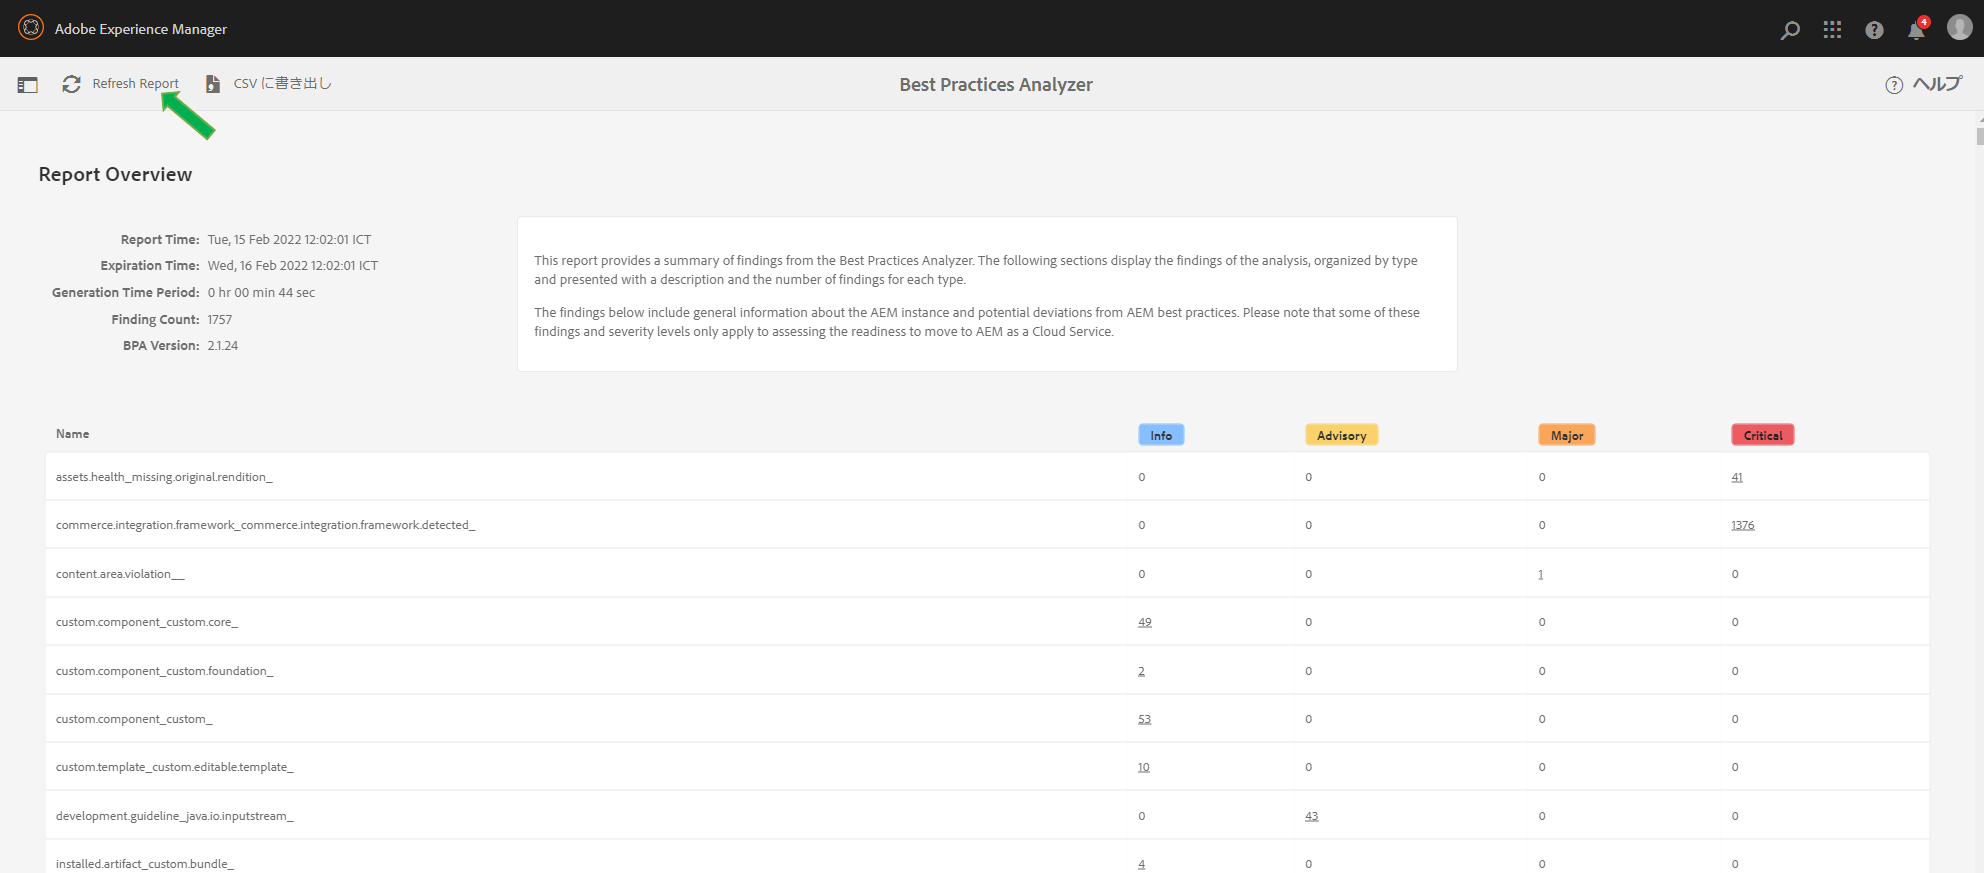 Adobe Experience Manager
4
Refresh Report
CSV に書き出し
Best Practices Analyzer
ヘルプ
Report Overview
Report Time: Tue, 15 Feb 2022 12:02:01 ICT
Expiration Time: Wed, 16 Feb 2022 12:02:01 ICT
Generation Time Period: 0 hr 00 min 44 sec
Finding Count: 1757
BPA Version: 2.1.24
This report provides a summary of findings from the Best Practices Analyzer. The following sections display the findings of the analysis, organized by type
and presented with a description and the number of findings for each type.
The findings below include general information about the AEM instance and potential deviations from AEM best practices. Please note that some of these
findings and severity levels only apply to assessing the readiness to move to AEM as a Cloud Service.
Name Info Advisory Major Critical
assets.health_missing.original.rendition_ 0 0 0 41
commerce.integration.framework_commerce.integration.framework.detected_ 0 0 0 1376
content.area.violation__ 0 0 1 0
custom.component_custom.core_ 49 0 0 0
custom.component_custom.foundation_ 2 0 0 0
custom.component_custom_ 53 0 0 0
custom.template_custom.editable.template_ 10 0 0 0
development.guideline_java.io.inputstream_ 0 43 0 0
installed.artifact_custom.bundle_ 4 0 0 0